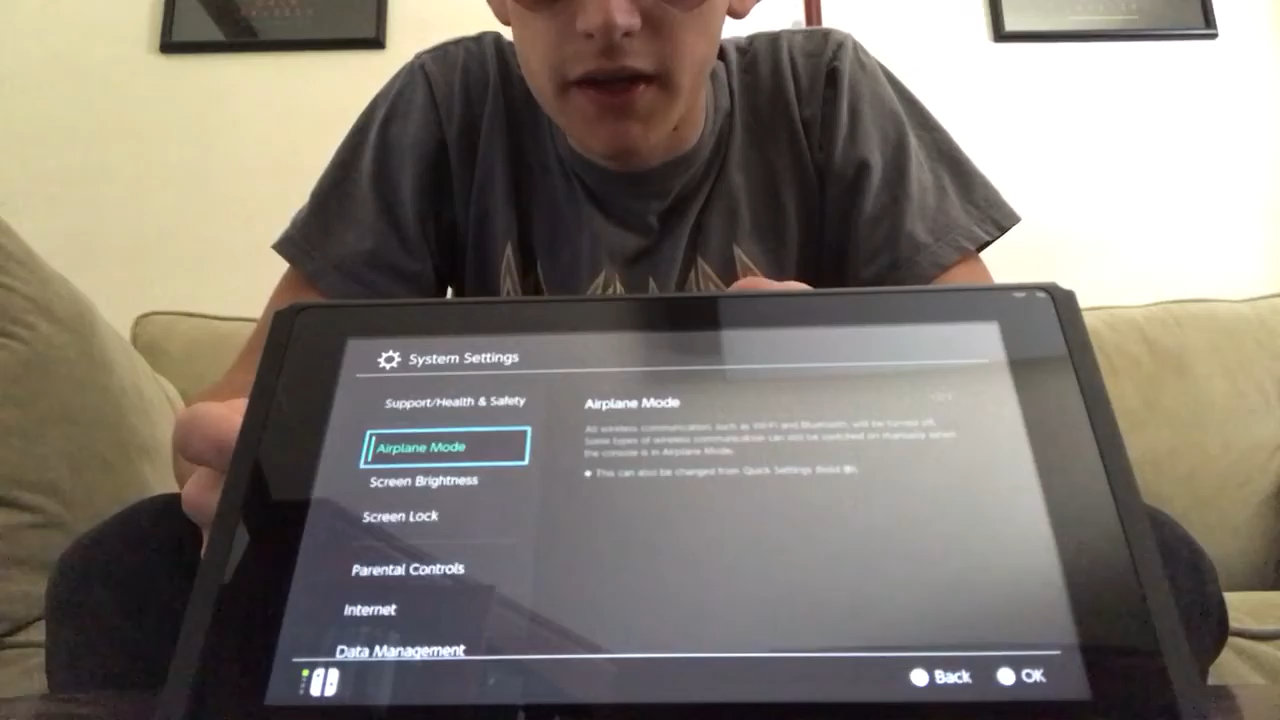 System Settings
Support/Health & Safety
Airplane Mode
Screen Brightness
Screen Lock
Parental Controls
Internet
Data Management
Airplane Mode
All wireless communication, such as Wi-Fi and Bluetooth, will be turned off.
Some types of wireless communication can still be switched on manually when
the console is in Airplane Mode.
This can also be changed from Quick Settings
Back
OK